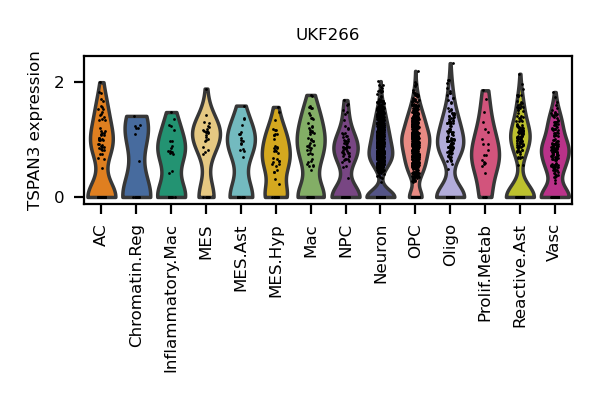 UKF266
TSPAN3 expression
2
0
AC
Chromatin.Reg
Inflammatory.Mac
MES
MES.Ast
MES.Hyp
Mac
NPC
Neuron
OPC
Oligo
Prolif.Metab
Reactive.Ast
Vasc